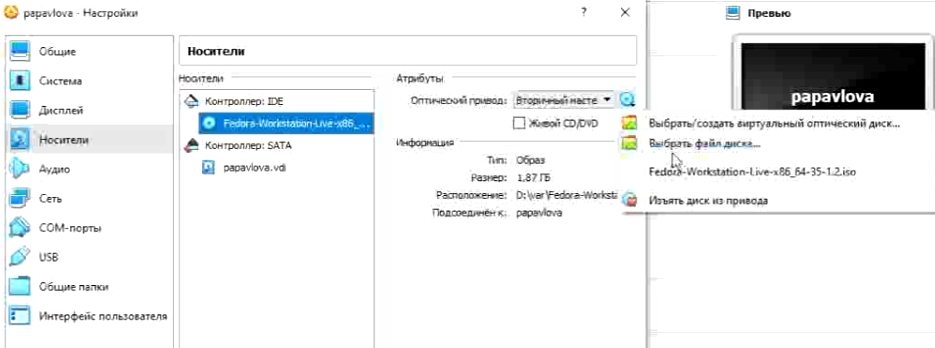 papavlova - Настройки
?
Превью
Общие
Система
Дисплей
Носители
Аудио
Сеть
COM-порты
USB
Общие папки
Интерфейс пользователя
Носители
Носители
Контроллер: IDE
Fedora-Workstation-Live-x86_...
Контроллер: SATA
papavlova.vdi
Атрибуты
Оптический привод: Вторичный масте
Живой CD/DVD
Информация
Тип: Образ
Размер: 1,87 ГБ
Расположение: D:\var\Fedora-Worksta
Подсоединён к: papavlova
papavlova
Выбрать/создать виртуальный оптический диск...
Выбрать файл диска...
Fedora-Workstation-Live-x86_64-35-1.2.iso
Изъять диск из привода